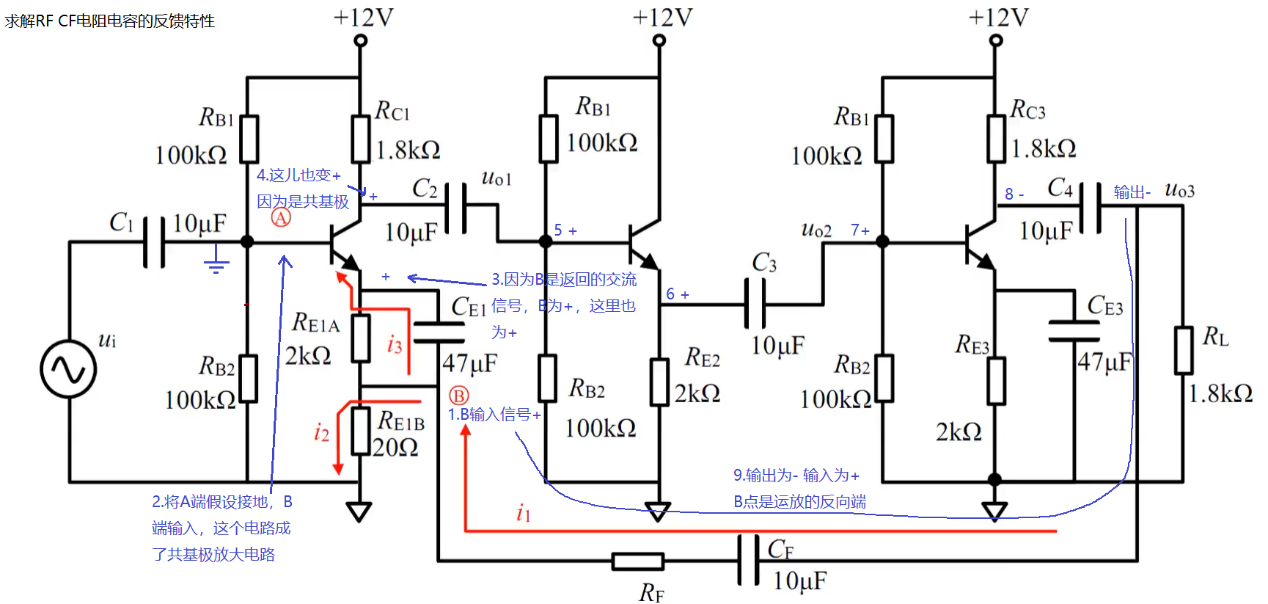 求解RF CF电阻电容的反馈特性
+12V
+12V
+12V
RB1
100kΩ
RC1
1.8kΩ
RB1
100kΩ
RB1
100kΩ
RC3
1.8kΩ
4.这儿也变+
因为是共基极
+
A
C1
10μF
C2
10μF
uo1
5 +
uo2
7+
8 -
C4
10μF
输出-
uo3
+
3.因为B是返回的交流
信号，B为+，这里也
为+
6 +
C3
10μF
ui
RB2
100kΩ
RE1A
2kΩ
i3
CE1
47μF
RB2
100kΩ
RE2
2kΩ
RB2
100kΩ
RE3
2kΩ
CE3
47μF
RL
1.8kΩ
B
1.B输入信号+
i2
RE1B
20Ω
2.将A端假设接地，B
端输入，这个电路成
了共基极放大电路
9.输出为- 输入为+
B点是运放的反向端
i1
RF
CF
10μF